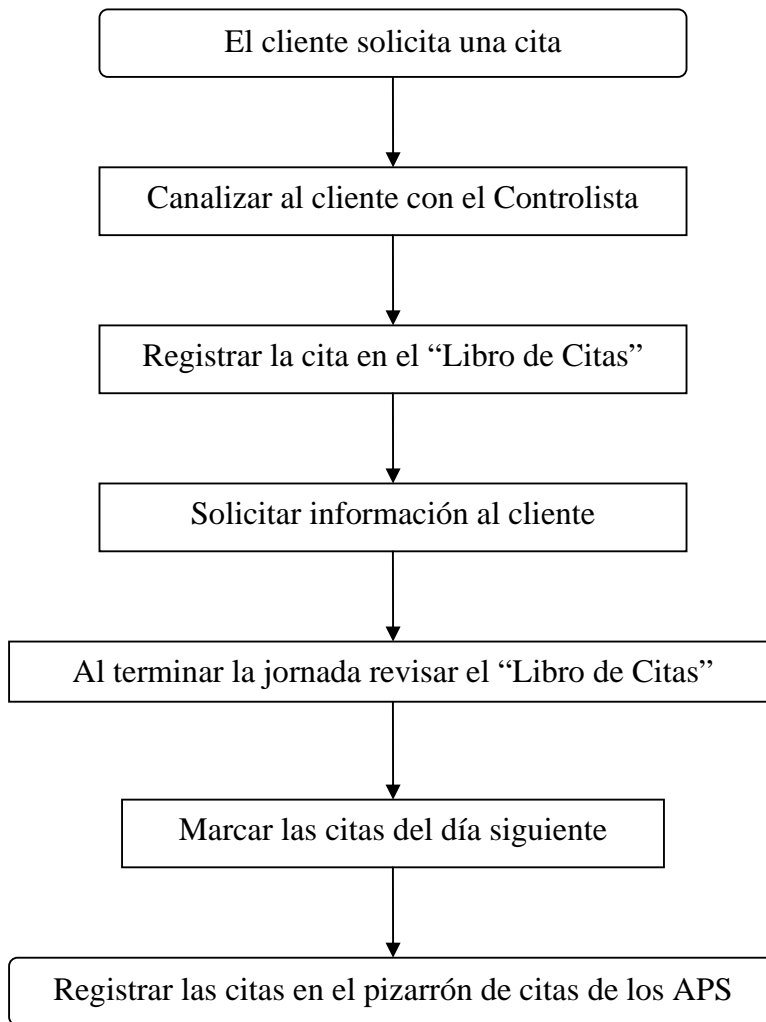 El cliente solicita una cita
Canalizar al cliente con el Controlista
Registrar la cita en el “Libro de Citas”
Solicitar información al cliente
Al terminar la jornada revisar el “Libro de Citas”
Marcar las citas del día siguiente
Registrar las citas en el pizarrón de citas de los APS